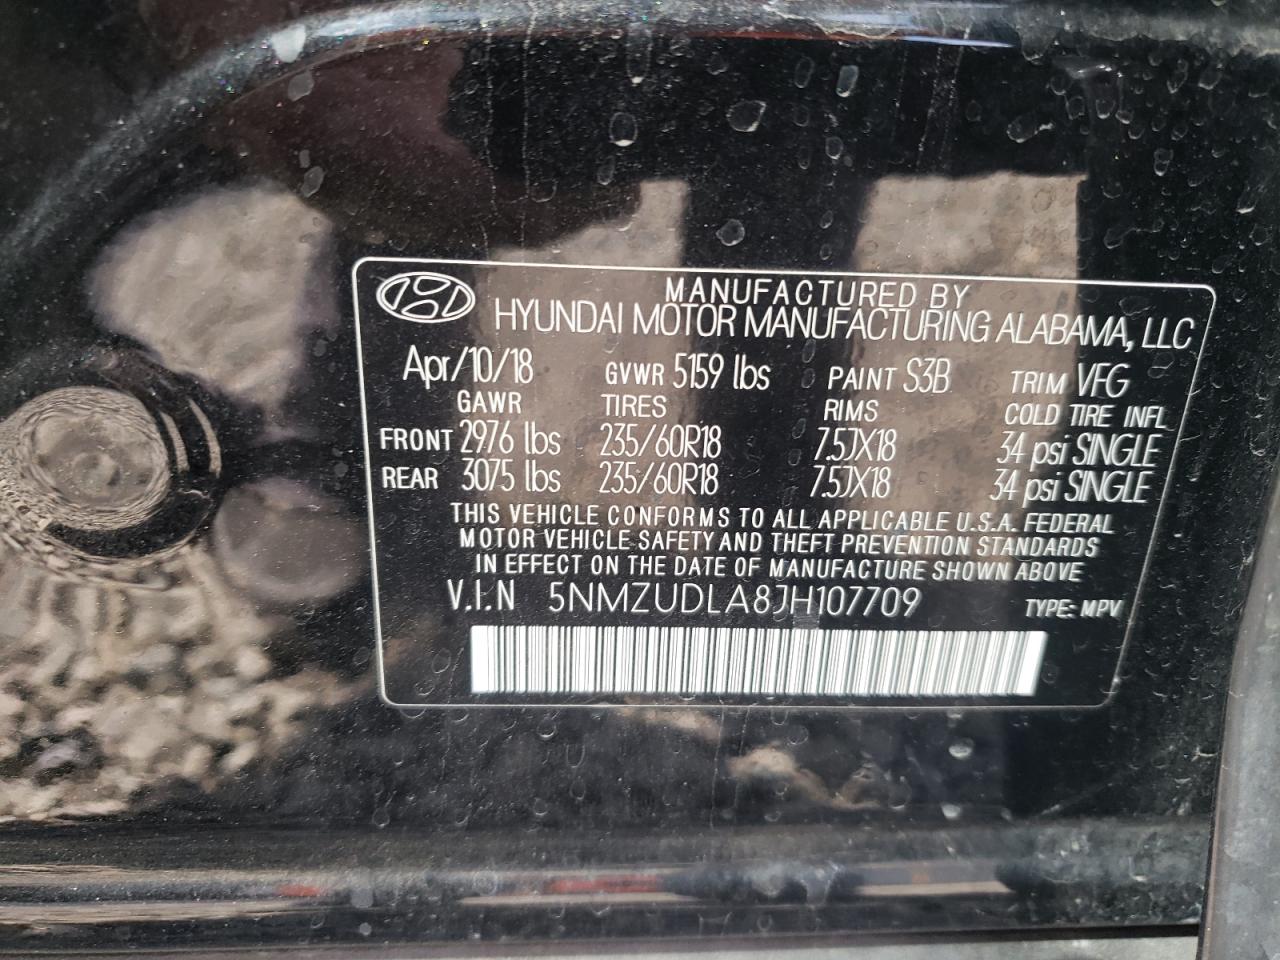 MANUFACTURED BY
HYUNDAI MOTOR MANUFACTURING ALABAMA, LLC
Apr/10/18 GVWR 5159 lbs PAINT S3B TRIM VFG
GAWR TIRES RIMS COLD TIRE INFL
FRONT 2976 lbs 235/60R18 7.5JX18 34 psi SINGLE
REAR 3075 lbs 235/60R18 7.5JX18 34 psi SINGLE
THIS VEHICLE CONFORMS TO ALL APPLICABLE U.S.A. FEDERAL
MOTOR VEHICLE SAFETY AND THEFT PREVENTION STANDARDS
IN EFFECT ON THE DATE OF MANUFACTURE SHOWN ABOVE
V.I.N 5NMZUDLA8JH107709 TYPE: MPV